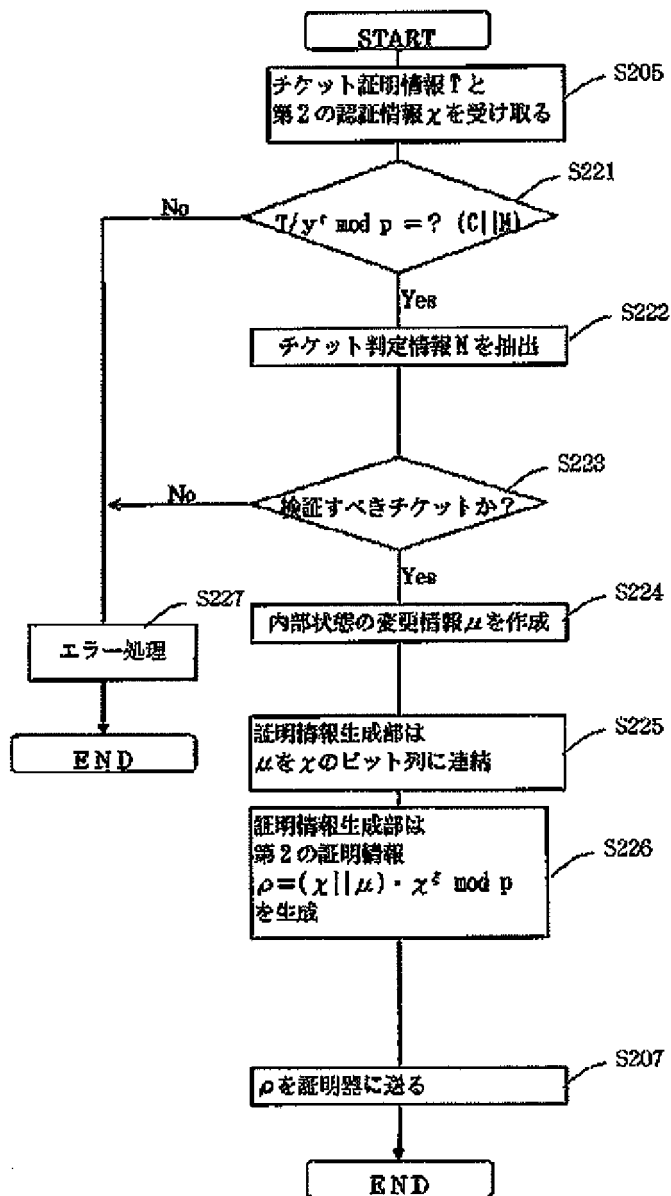 START
S205
チケット証明情報Tと
第2の認証情報χを受け取る
S221
No
T/yʳ mod p =? (C||M)
Yes
S222
チケット判定情報Mを抽出
S223
No
検証すべきチケットか?
Yes
S224
内部状態の変更情報μを作成
S227
エラー処理
END
S225
証明情報生成部は
μをχのビット列に連結
S226
証明情報生成部は
第2の証明情報
ρ=(χ||μ)・χ^ξ mod p
を生成
S207
ρを証明器に送る
END